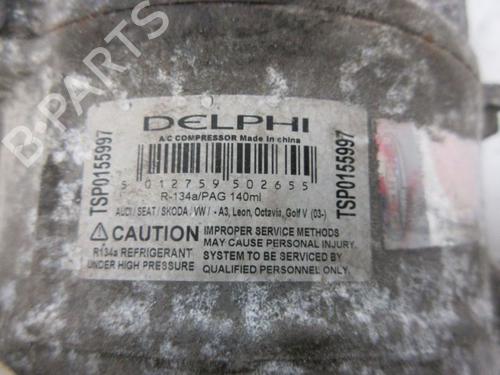 DELPHI
A/C COMPRESSOR Made in china
TSP0155997
TSP0155997
5 012759 502655
R-134a/PAG 140ml
AUDI / SEAT / SKODA / VW / - A3, Leon, Octavia, Golf V (03-)
CAUTION
R134a REFRIGERANT
UNDER HIGH PRESSURE
IMPROPER SERVICE METHODS
MAY CAUSE PERSONAL INJURY.
SYSTEM TO BE SERVICED BY
QUALIFIED PERSONNEL ONLY.